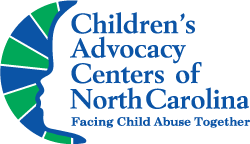 Children's
Advocacy
Centers of
North Carolina
Facing Child Abuse Together